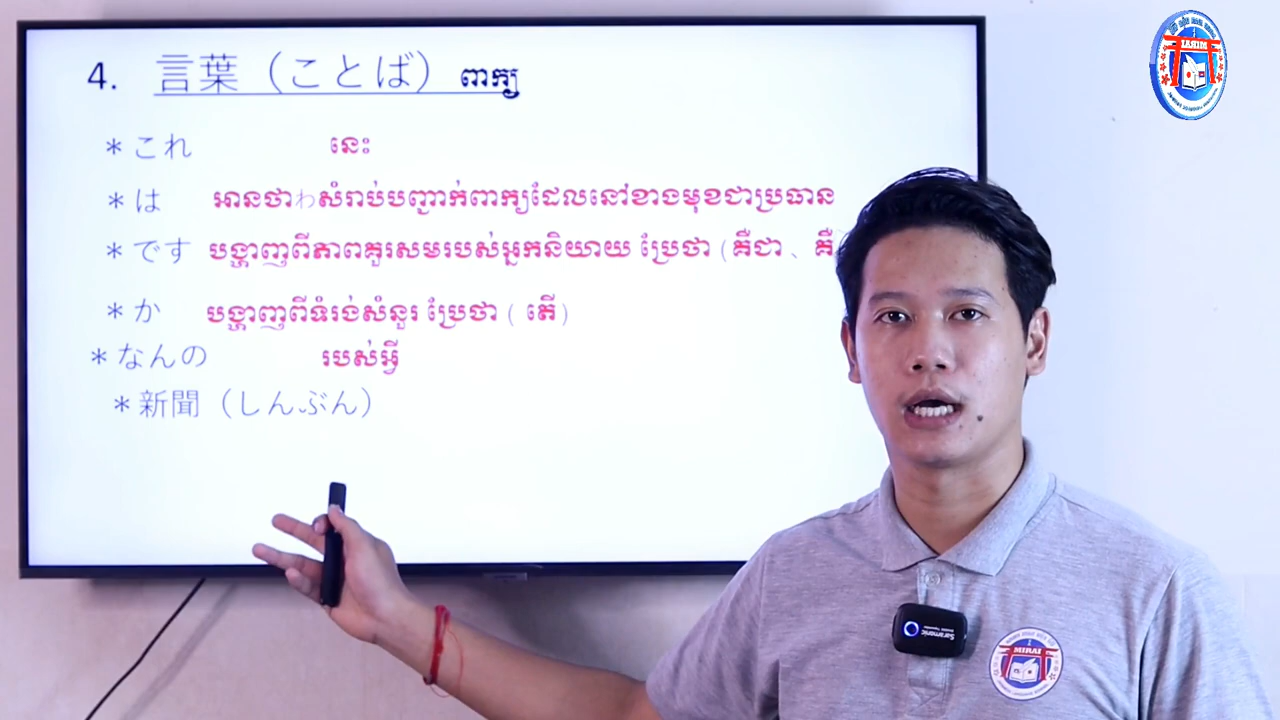 4. 言葉（ことば）ពាក្យ
＊これ នេះ
＊は អានថាわសំរាប់បញ្ជាក់ពាក្យដែលនៅខាងមុខជាប្រធាន
＊です បង្ហាញពីភាពគួរសមរបស់អ្នកនិយាយ ប្រែថា (គឺជា 、គឺ
＊か បង្ហាញពីទំរង់សំនួរ ប្រែថា ( តើ)
＊なんの របស់អ្វី
＊新聞（しんぶん）
MIRAI
Saramonic
MIRAI